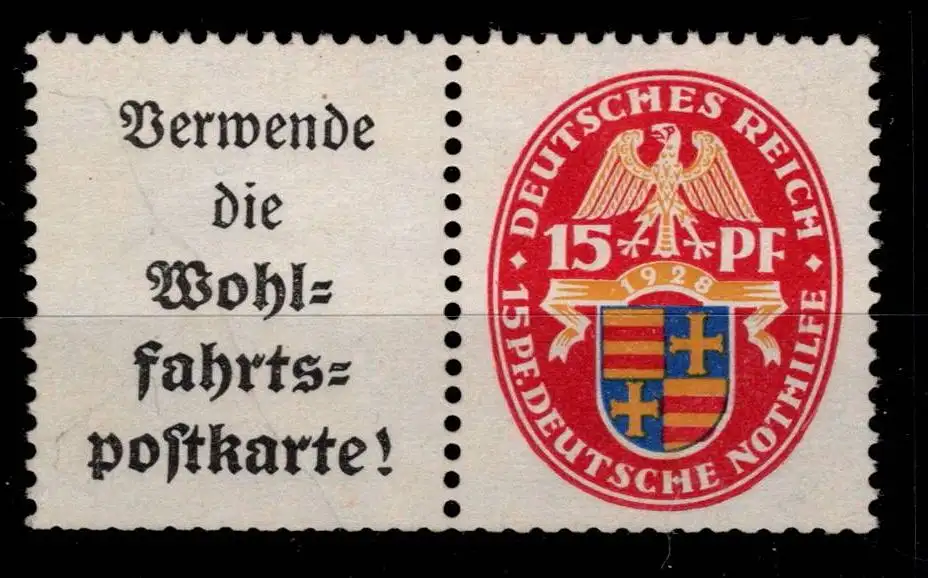 Verwende
die
Wohl=
fahrts=
postkarte!
DEUTSCHES REICH
15 PF
1928
15 PF. DEUTSCHE NOTHILFE